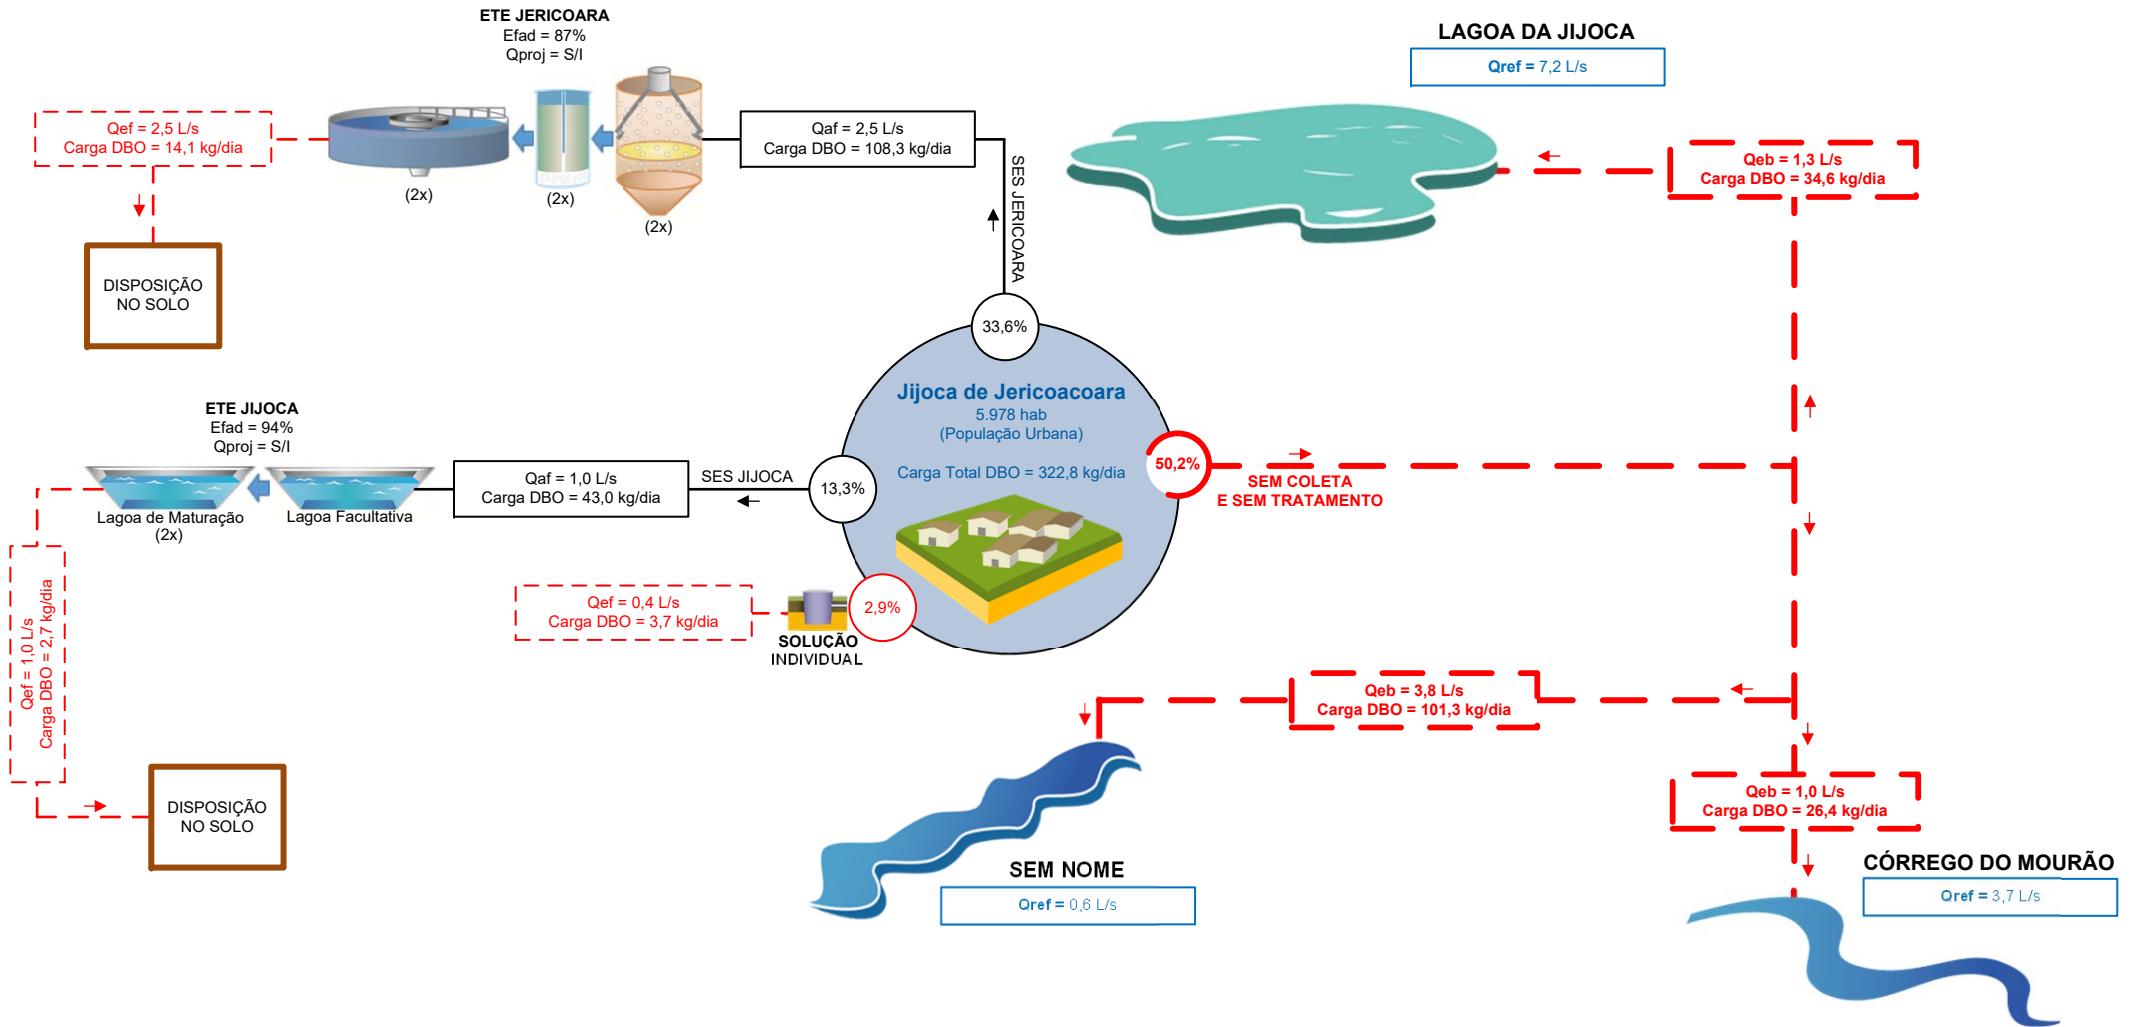 ETE JERICOARA
Efad = 87%
Qproj = S/I
Qef = 2,5 L/s
Carga DBO = 14,1 kg/dia
(2x)
(2x)
(2x)
Qaf = 2,5 L/s
Carga DBO = 108,3 kg/dia
SES JERICOARA
DISPOSIÇÃO
NO SOLO
LAGOA DA JIJOCA
Qref = 7,2 L/s
Qeb = 1,3 L/s
Carga DBO = 34,6 kg/dia
33,6%
Jijoca de Jericoacoara
5.978 hab
(População Urbana)
Carga Total DBO = 322,8 kg/dia
50,2%
SEM COLETA
E SEM TRATAMENTO
ETE JIJOCA
Efad = 94%
Qproj = S/I
Lagoa de Maturação
(2x)
Lagoa Facultativa
Qaf = 1,0 L/s
Carga DBO = 43,0 kg/dia
SES JIJOCA
13,3%
Qef = 1,0 L/s
Carga DBO = 2,7 kg/dia
DISPOSIÇÃO
NO SOLO
Qef = 0,4 L/s
Carga DBO = 3,7 kg/dia
2,9%
SOLUÇÃO
INDIVIDUAL
Qeb = 3,8 L/s
Carga DBO = 101,3 kg/dia
SEM NOME
Qref = 0,6 L/s
Qeb = 1,0 L/s
Carga DBO = 26,4 kg/dia
CÓRREGO DO MOURÃO
Qref = 3,7 L/s